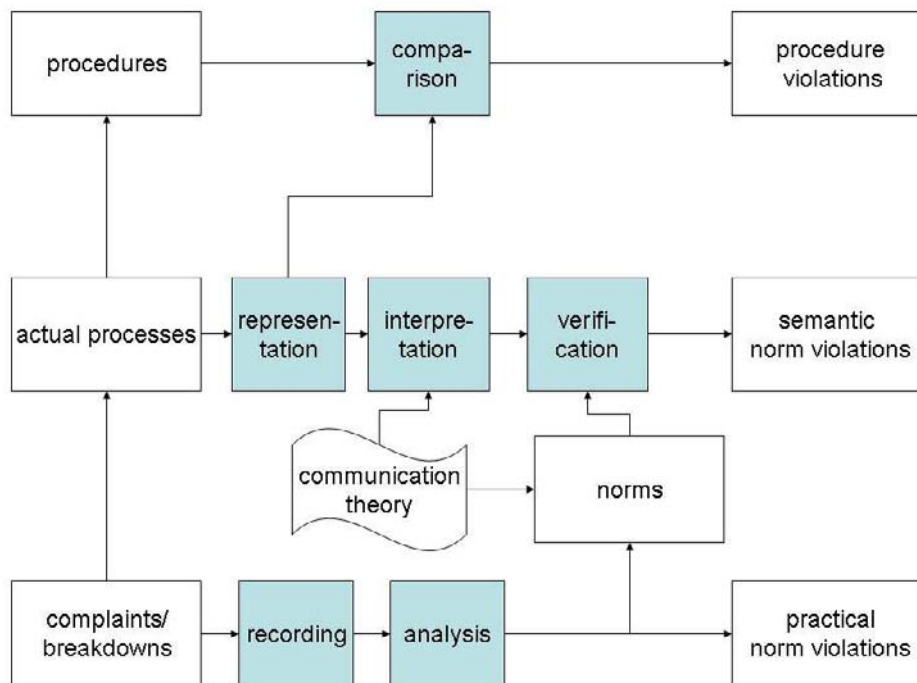 procedures
compa-
rison
procedure
violations
actual processes
represen-
tation
interpre-
tation
verifi-
cation
semantic
norm violations
communication
theory
norms
complaints/
breakdowns
recording
analysis
practical
norm violations